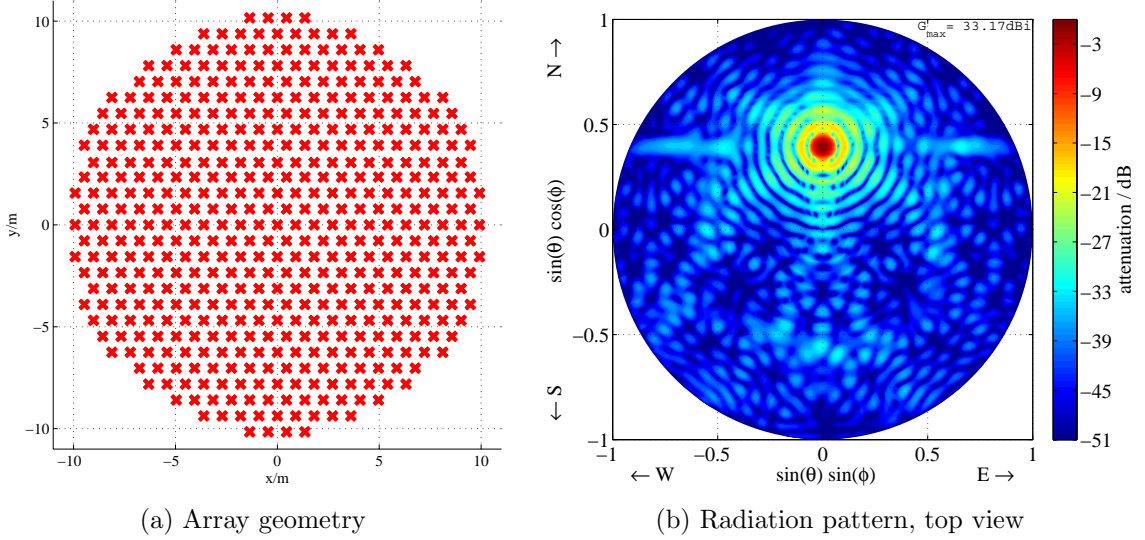 10
5
0
−5
−10
y/m
−10 −5 0 5 10
x/m
(a) Array geometry
G_max= 33.17dBi
1
0.5
0
−0.5
−1
N →
sin(θ) cos(ϕ)
← S
−1 −0.5 0 0.5 1
← W sin(θ) sin(ϕ) E →
−3
−9
−15
−21
−27
−33
−39
−45
−51
attenuation / dB
(b) Radiation pattern, top view